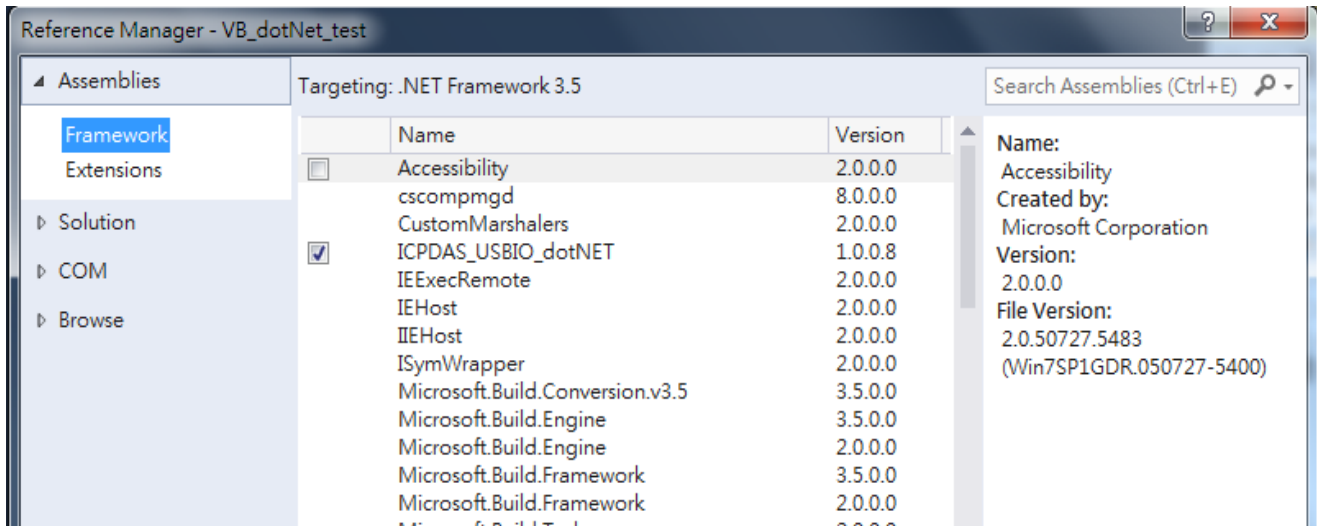 Reference Manager - VB_dotNet_test
?
Assemblies
Framework
Extensions
Solution
COM
Browse
Targeting: .NET Framework 3.5
Search Assemblies (Ctrl+E)
Name Version
Accessibility 2.0.0.0
cscompmgd 8.0.0.0
CustomMarshalers 2.0.0.0
ICPDAS_USBIO_dotNET 1.0.0.8
IEExecRemote 2.0.0.0
IEHost 2.0.0.0
IIEHost 2.0.0.0
ISymWrapper 2.0.0.0
Microsoft.Build.Conversion.v3.5 3.5.0.0
Microsoft.Build.Engine 3.5.0.0
Microsoft.Build.Engine 2.0.0.0
Microsoft.Build.Framework 3.5.0.0
Microsoft.Build.Framework 2.0.0.0
Name:
Accessibility
Created by:
Microsoft Corporation
Version:
2.0.0.0
File Version:
2.0.50727.5483
(Win7SP1GDR.050727-5400)